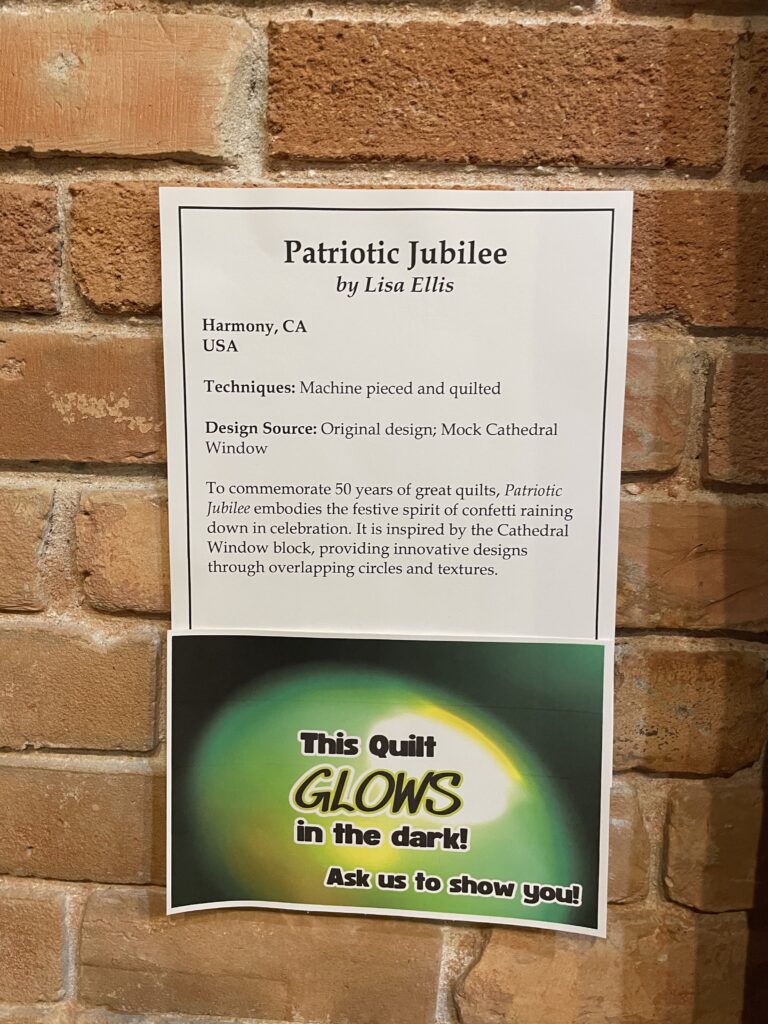 Patriotic Jubilee
by Lisa Ellis
Harmony, CA
USA
Techniques: Machine pieced and quilted
Design Source: Original design; Mock Cathedral
Window
To commemorate 50 years of great quilts, Patriotic
Jubilee embodies the festive spirit of confetti raining
down in celebration. It is inspired by the Cathedral
Window block, providing innovative designs
through overlapping circles and textures.
This Quilt
GLOWS
in the dark!
Ask us to show you!